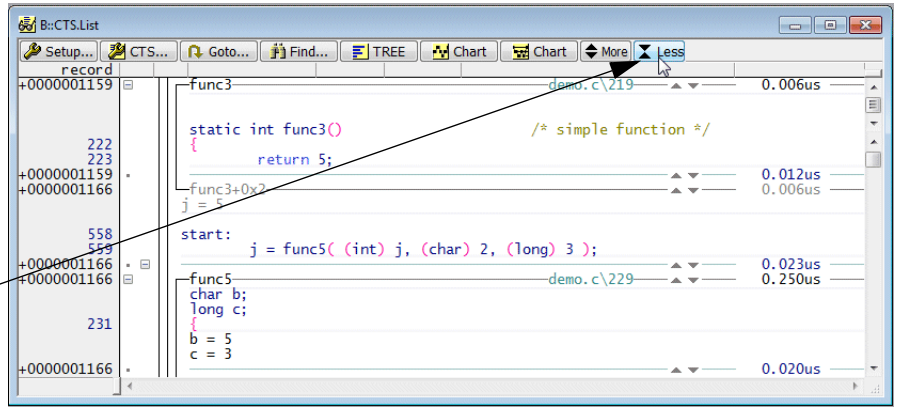 B::CTS.List
Setup... CTS... Goto... Find... TREE Chart Chart More Less
record
+0000001159 func3 demo.c\219 0.006us
static int func3() /* simple function */
222 {
223 return 5;
+0000001159 0.012us
+0000001166 func3+0x2 0.006us
j = 5
558 start:
559 j = func5( (int) j, (char) 2, (long) 3 );
+0000001166 0.023us
+0000001166 func5 demo.c\229 0.250us
char b;
long c;
231 {
b = 5
c = 3
+0000001166 0.020us